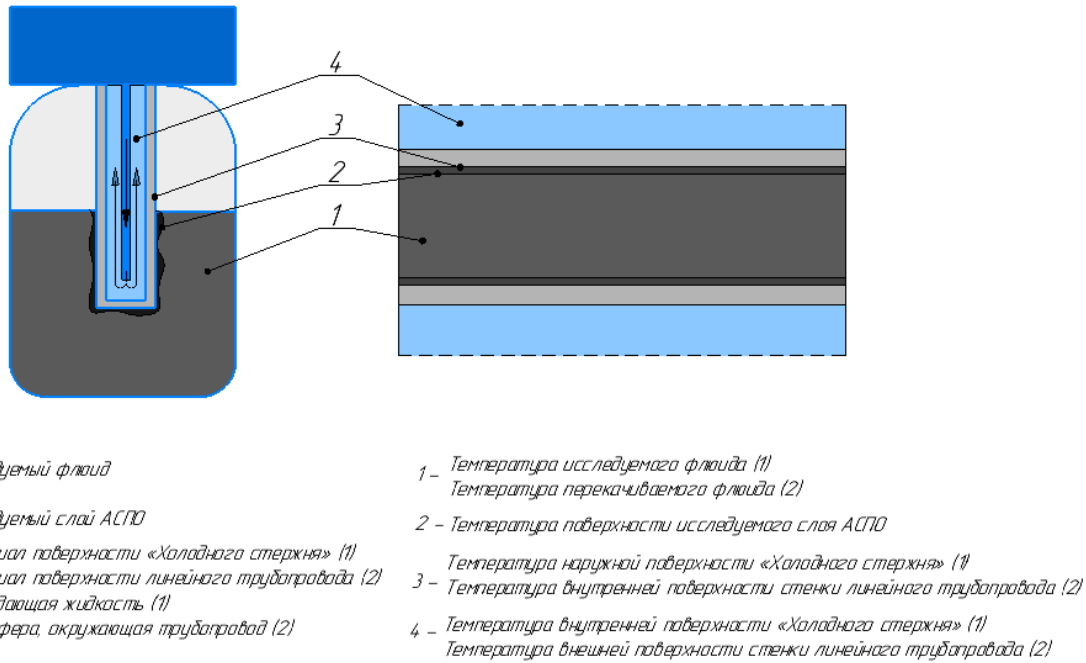 4
3
2
1
дуемый флюид
дуемый слой АСПО
иал поверхности «Холодного стержня» (1)
иал поверхности линейного трубопровода (2)
дающая жидкость (1)
фера, окружающая трубопровод (2)
1 – Температура исследуемого флюида (1)
Температура перекачиваемого флюида (2)
2 – Температура поверхности исследуемого слоя АСПО
Температура наружной поверхности «Холодного стержня» (1)
3 – Температура внутренней поверхности стенки линейного трубопровода (2)
4 – Температура внутренней поверхности «Холодного стержня» (1)
Температура внешней поверхности стенки линейного трубопровода (2)